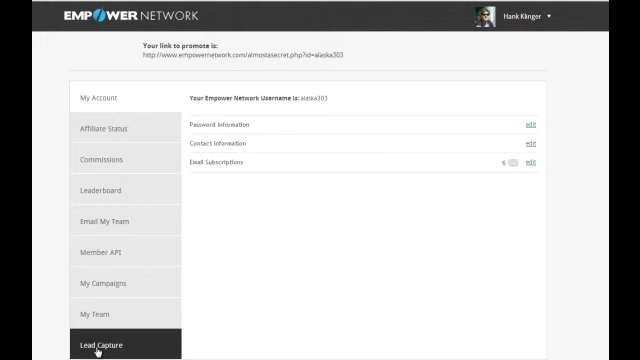 EMPOWER NETWORK
Hank Klinger
Your link to promote is:
http://www.empowernetwork.com/almostasecret.php?id=alaska303
My Account
Your Empower Network Username is: alaska303
Affiliate Status
Password Information edit
Contact Information edit
Commissions
Email Subscriptions 6 edit
Leaderboard
Email My Team
Member API
My Campaigns
My Team
Lead Capture